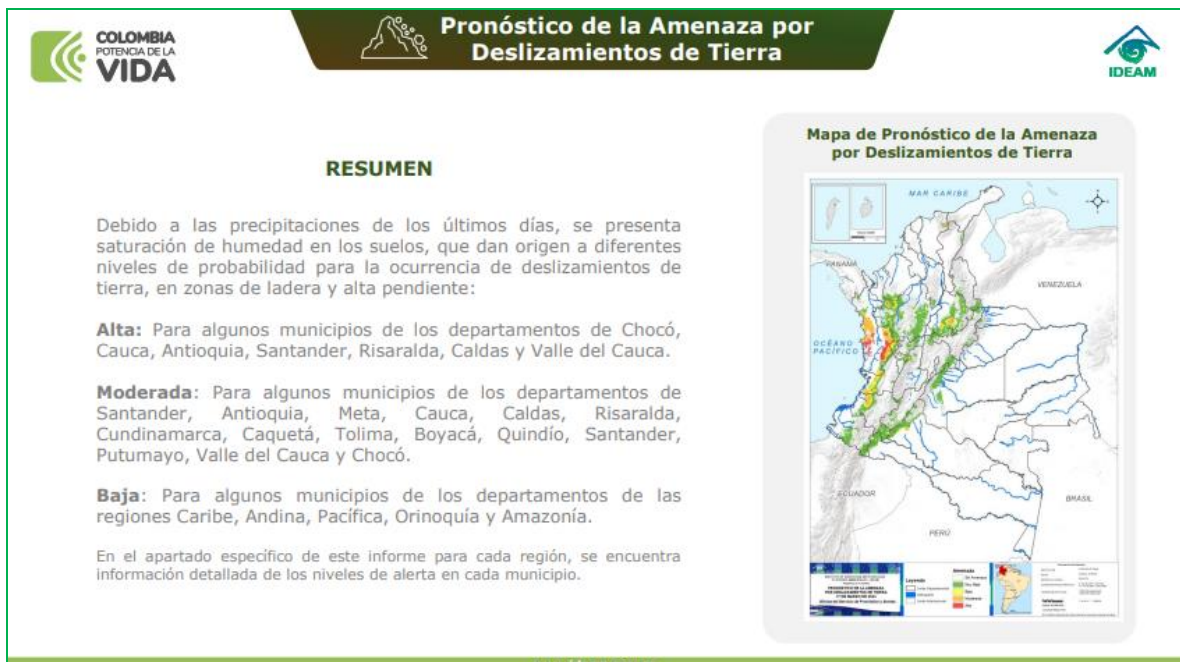 COLOMBIA
POTENCIA DE LA
VIDA
Pronóstico de la Amenaza por
Deslizamientos de Tierra
IDEAM
RESUMEN
Debido a las precipitaciones de los últimos días, se presenta
saturación de humedad en los suelos, que dan origen a diferentes
niveles de probabilidad para la ocurrencia de deslizamientos de
tierra, en zonas de ladera y alta pendiente:
Alta: Para algunos municipios de los departamentos de Chocó,
Cauca, Antioquia, Santander, Risaralda, Caldas y Valle del Cauca.
Moderada: Para algunos municipios de los departamentos de
Santander, Antioquia, Meta, Cauca, Caldas, Risaralda,
Cundinamarca, Caquetá, Tolima, Boyacá, Quindío, Santander,
Putumayo, Valle del Cauca y Chocó.
Baja: Para algunos municipios de los departamentos de las
regiones Caribe, Andina, Pacífica, Orinoquía y Amazonía.
En el apartado específico de este informe para cada región, se encuentra
información detallada de los niveles de alerta en cada municipio.
Mapa de Pronóstico de la Amenaza
por Deslizamientos de Tierra
MAR CARIBE
PANAMÁ
VENEZUELA
OCÉANO
PACÍFICO
ECUADOR
BRASIL
PERÚ